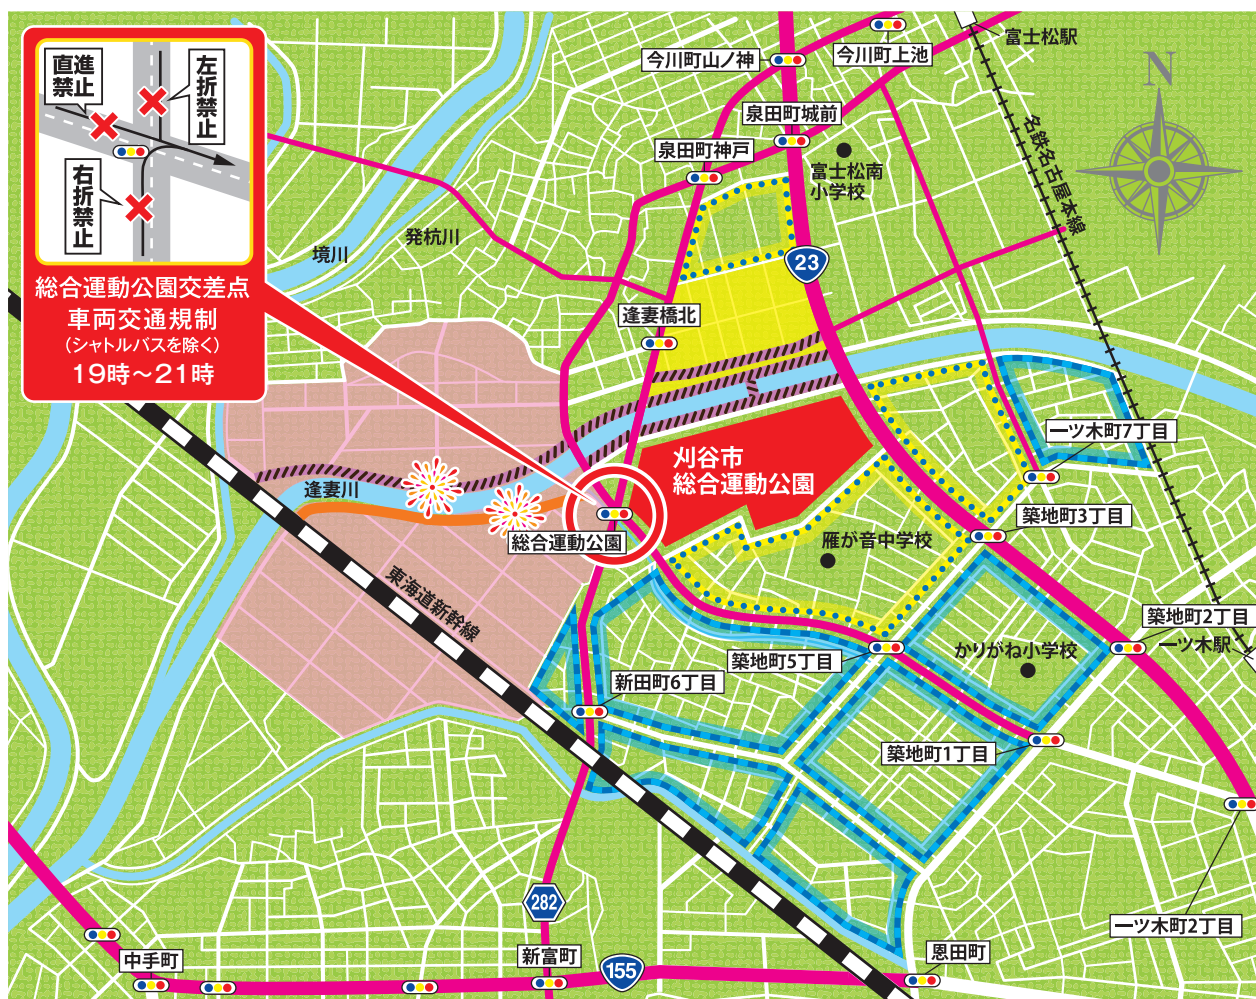 直進
禁止
左折禁止
右折禁止
総合運動公園交差点
車両交通規制
(シャトルバスを除く)
19時~21時
今川町山ノ神
今川町上池
富士松駅
N
泉田町城前
泉田町神戸
富士松南
小学校
名鉄名古屋本線
境川
発杭川
23
逢妻橋北
一ツ木町7丁目
刈谷市
総合運動公園
逢妻川
総合運動公園
築地町3丁目
雁が音中学校
東海道新幹線
築地町2丁目
一ツ木駅
かりがね小学校
築地町5丁目
新田町6丁目
築地町1丁目
282
一ツ木町2丁目
中手町
新富町
155
恩田町